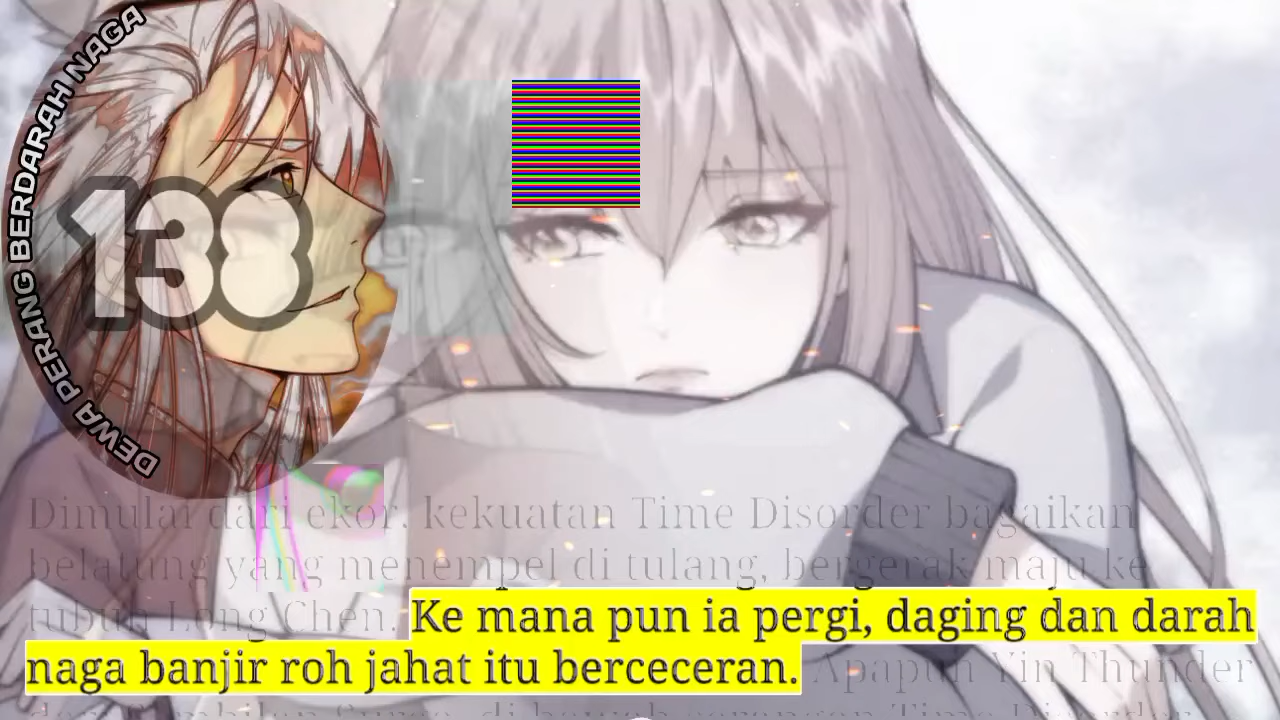 DEWA PERANG BERDARAH NAGA
138
Dimulai dari ekor, kekuatan Time Disorder bagaikan
belatung yang menempel di tulang, bergerak maju ke
tubuh Long Chen. Ke mana pun ia pergi, daging dan darah
naga banjir roh jahat itu berceceran. Apapun Yin Thunder